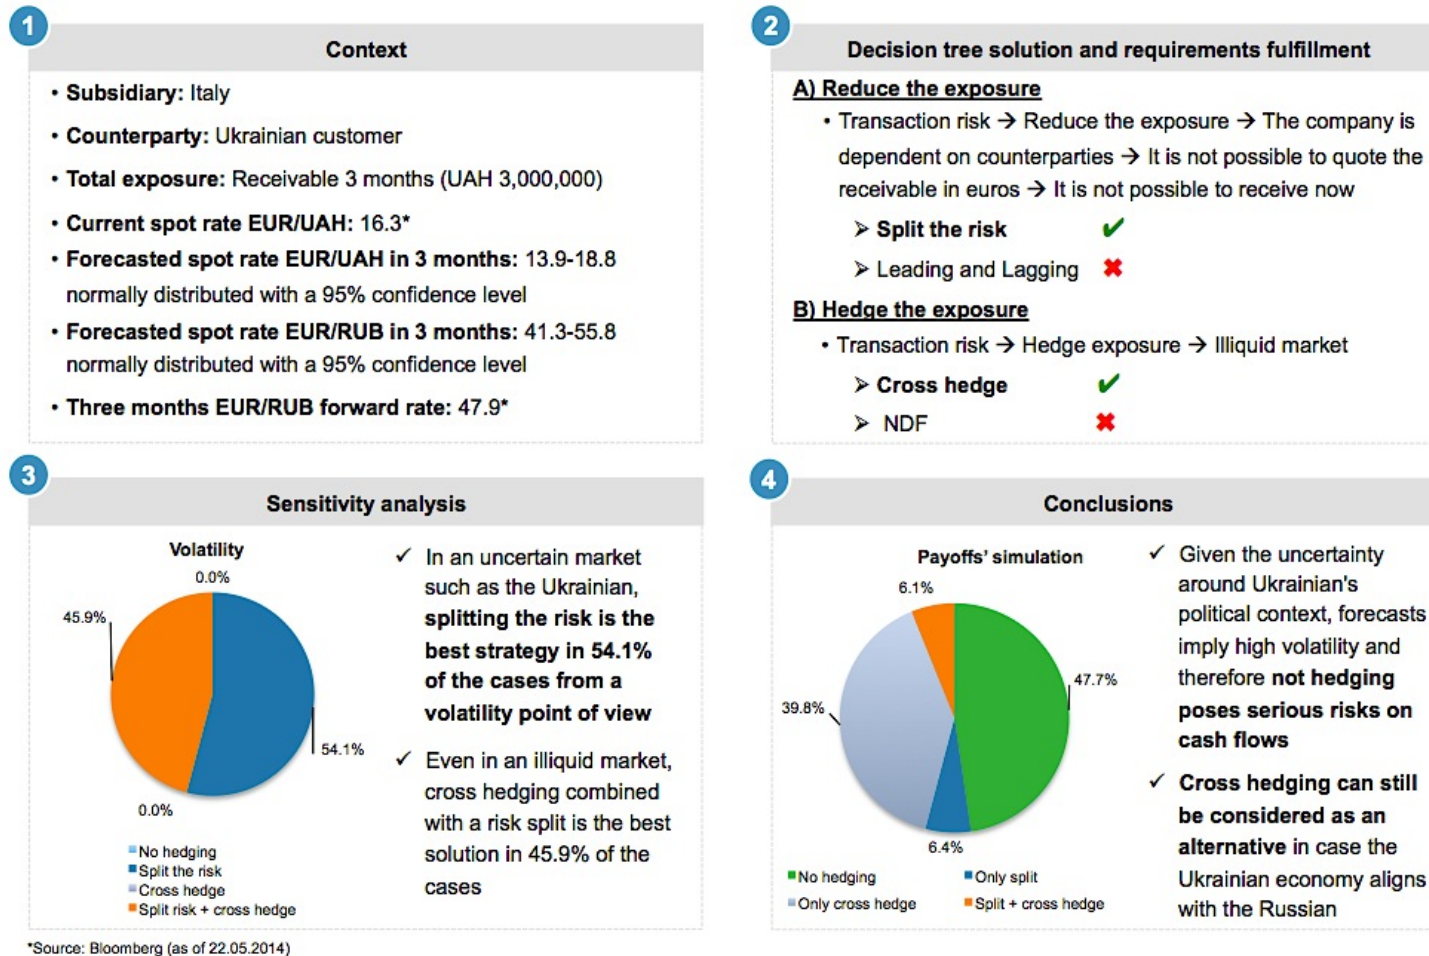 1
Context
• Subsidiary: Italy
• Counterparty: Ukrainian customer
• Total exposure: Receivable 3 months (UAH 3,000,000)
• Current spot rate EUR/UAH: 16.3*
• Forecasted spot rate EUR/UAH in 3 months: 13.9-18.8
normally distributed with a 95% confidence level
• Forecasted spot rate EUR/RUB in 3 months: 41.3-55.8
normally distributed with a 95% confidence level
• Three months EUR/RUB forward rate: 47.9*
2
Decision tree solution and requirements fulfillment
A) Reduce the exposure
• Transaction risk → Reduce the exposure → The company is
dependent on counterparties → It is not possible to quote the
receivable in euros → It is not possible to receive now
➢ Split the risk ✔
➢ Leading and Lagging ✖
B) Hedge the exposure
• Transaction risk → Hedge exposure → Illiquid market
➢ Cross hedge ✔
➢ NDF ✖
3
Sensitivity analysis
Volatility
0.0%
45.9%
54.1%
0.0%
No hedging
Split the risk
Cross hedge
Split risk + cross hedge
✓ In an uncertain market
such as the Ukrainian,
splitting the risk is the
best strategy in 54.1%
of the cases from a
volatility point of view
✓ Even in an illiquid market,
cross hedging combined
with a risk split is the best
solution in 45.9% of the
cases
4
Conclusions
Payoffs' simulation
6.1%
47.7%
39.8%
6.4%
No hedging
Only split
Only cross hedge
Split + cross hedge
✓ Given the uncertainty
around Ukrainian's
political context, forecasts
imply high volatility and
therefore not hedging
poses serious risks on
cash flows
✓ Cross hedging can still
be considered as an
alternative in case the
Ukrainian economy aligns
with the Russian
*Source: Bloomberg (as of 22.05.2014)